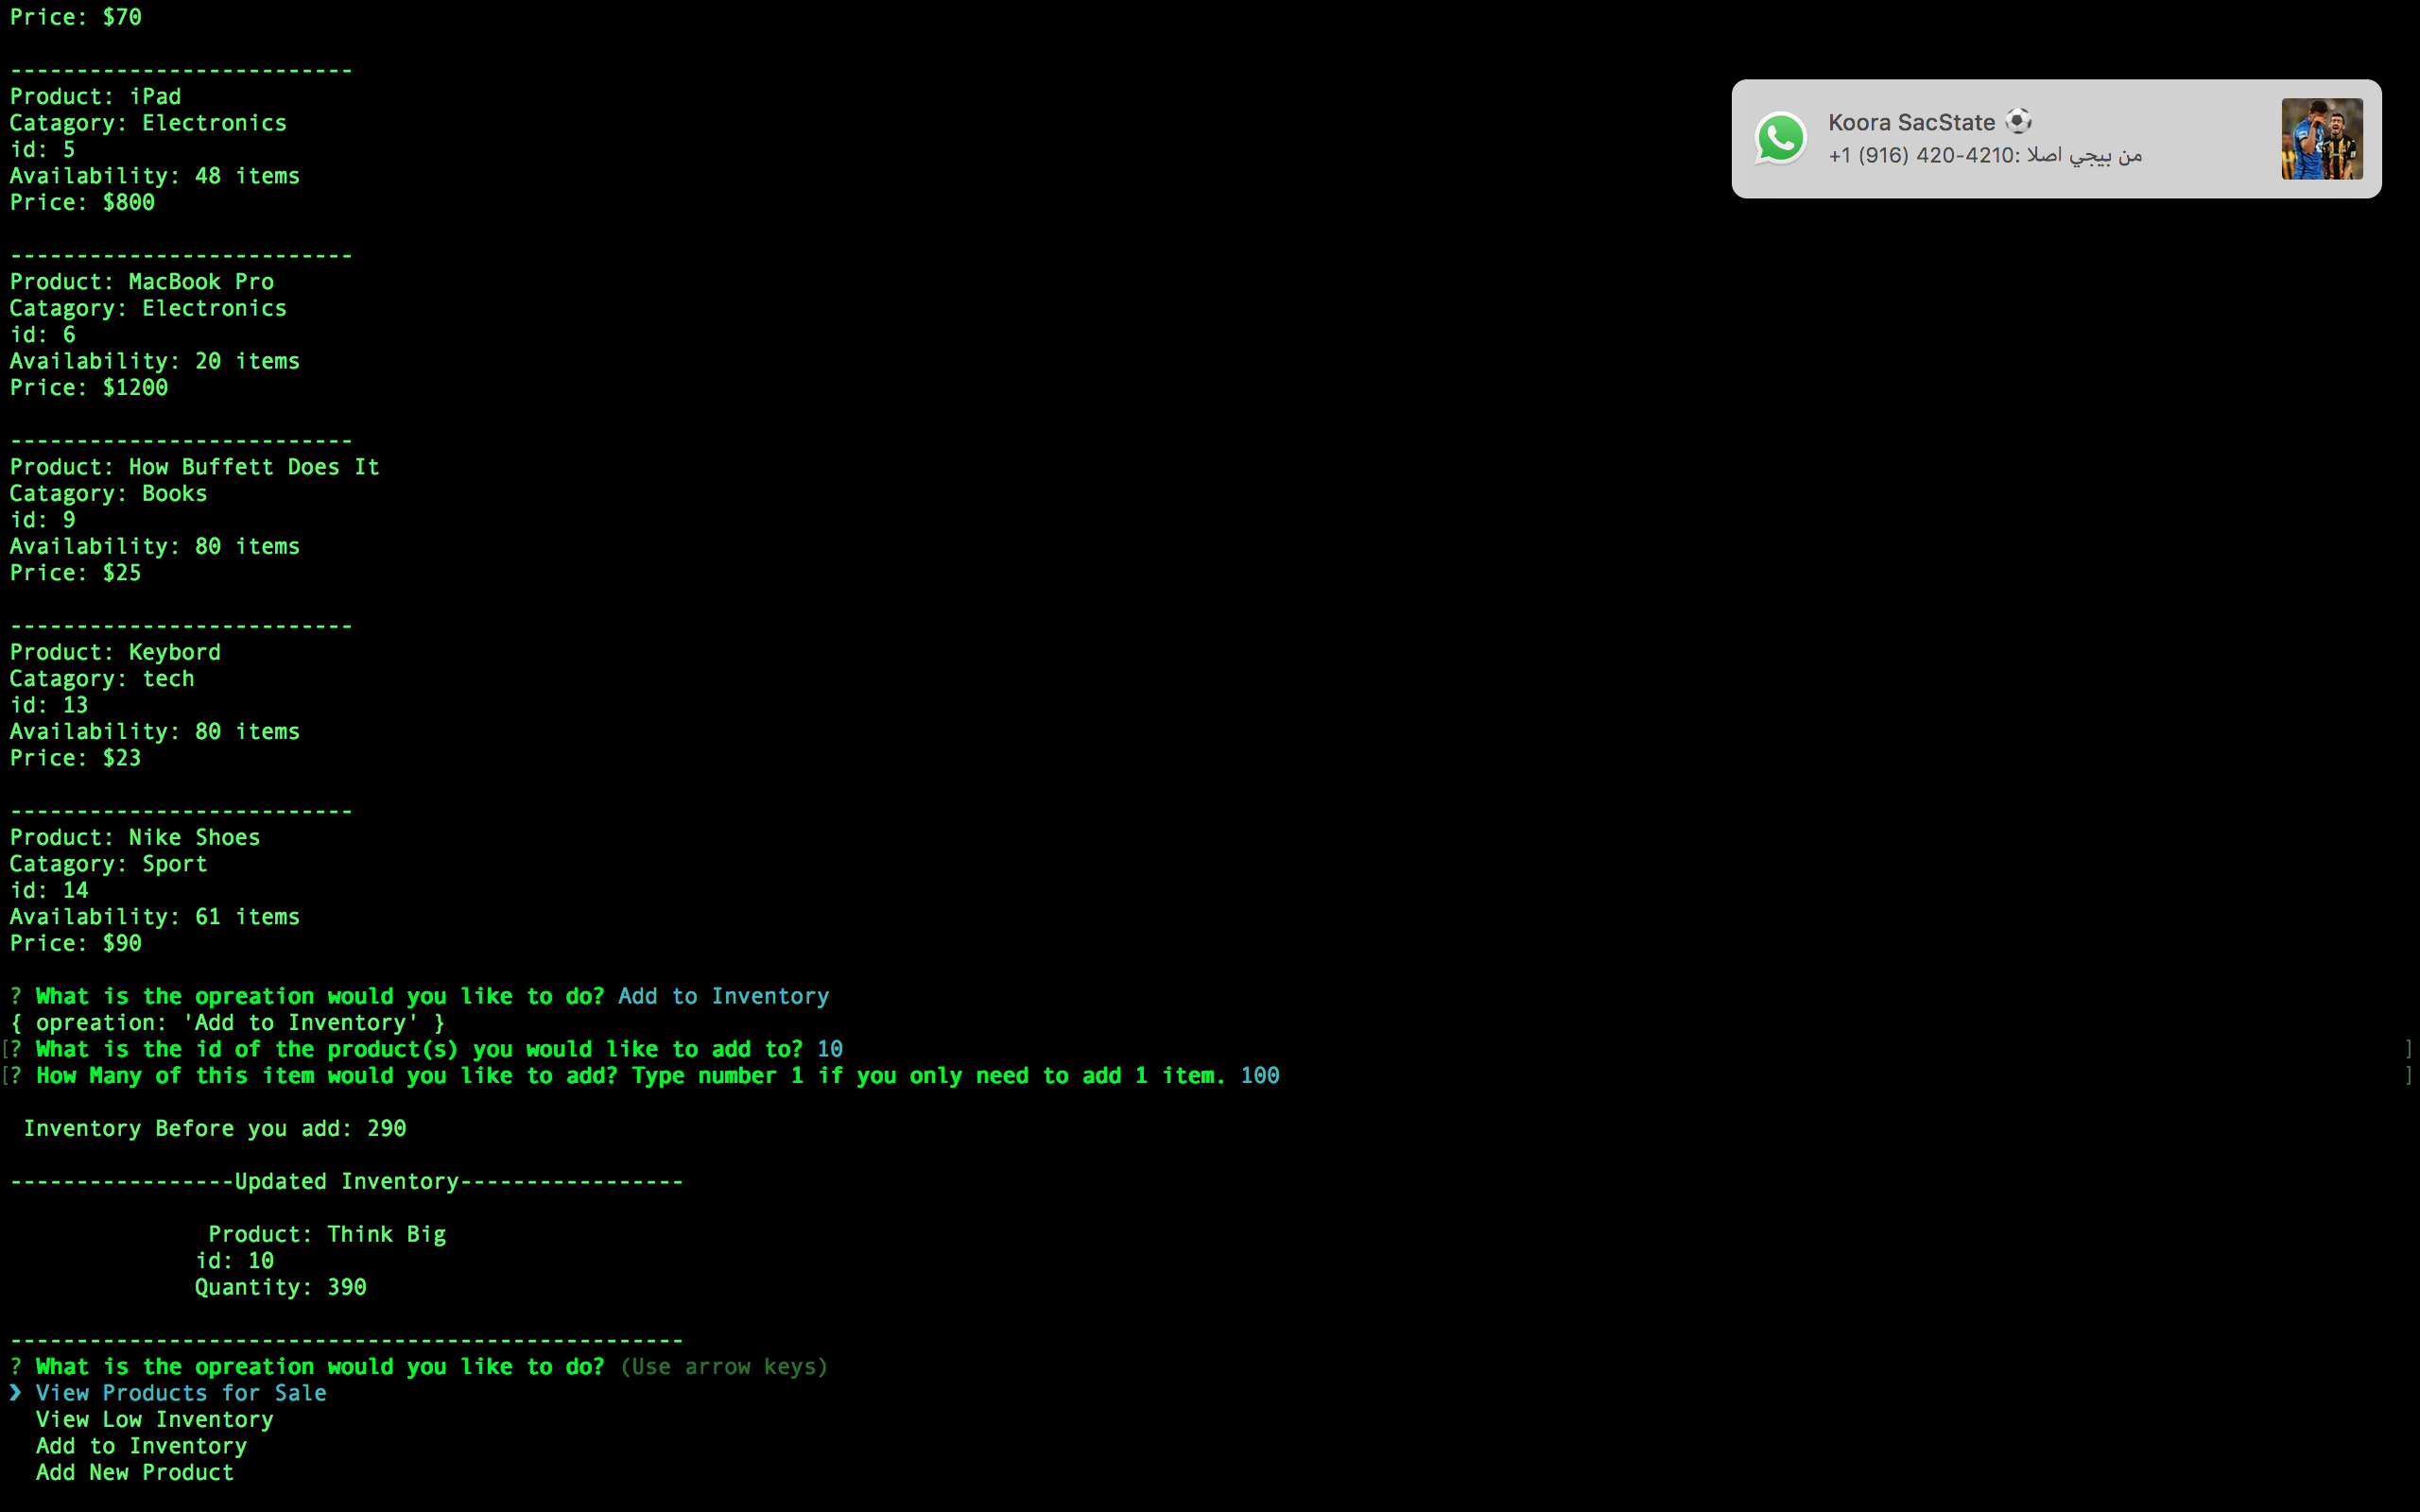 Price: $70
--------------------------
Product: iPad
Catagory: Electronics
id: 5
Availability: 48 items
Price: $800
--------------------------
Product: MacBook Pro
Catagory: Electronics
id: 6
Availability: 20 items
Price: $1200
--------------------------
Product: How Buffett Does It
Catagory: Books
id: 9
Availability: 80 items
Price: $25
--------------------------
Product: Keybord
Catagory: tech
id: 13
Availability: 80 items
Price: $23
--------------------------
Product: Nike Shoes
Catagory: Sport
id: 14
Availability: 61 items
Price: $90
? What is the opreation would you like to do? Add to Inventory
{ opreation: 'Add to Inventory' }
[? What is the id of the product(s) you would like to add to? 10 ]
[? How Many of this item would you like to add? Type number 1 if you only need to add 1 item. 100 ]
Inventory Before you add: 290
-----------------Updated Inventory-----------------
Product: Think Big
id: 10
Quantity: 390
---------------------------------------------------
? What is the opreation would you like to do? (Use arrow keys)
❯ View Products for Sale
View Low Inventory
Add to Inventory
Add New Product
Koora SacState ⚽
+1 (916) 420-4210: من بيجي اصلا